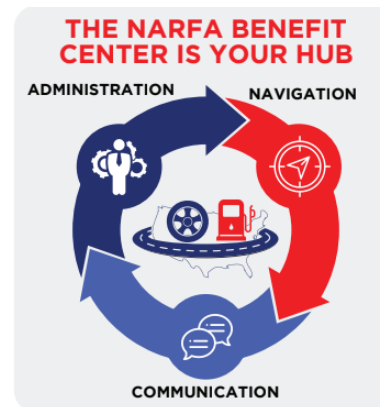 THE NARFA BENEFIT
CENTER IS YOUR HUB
ADMINISTRATION
NAVIGATION
COMMUNICATION